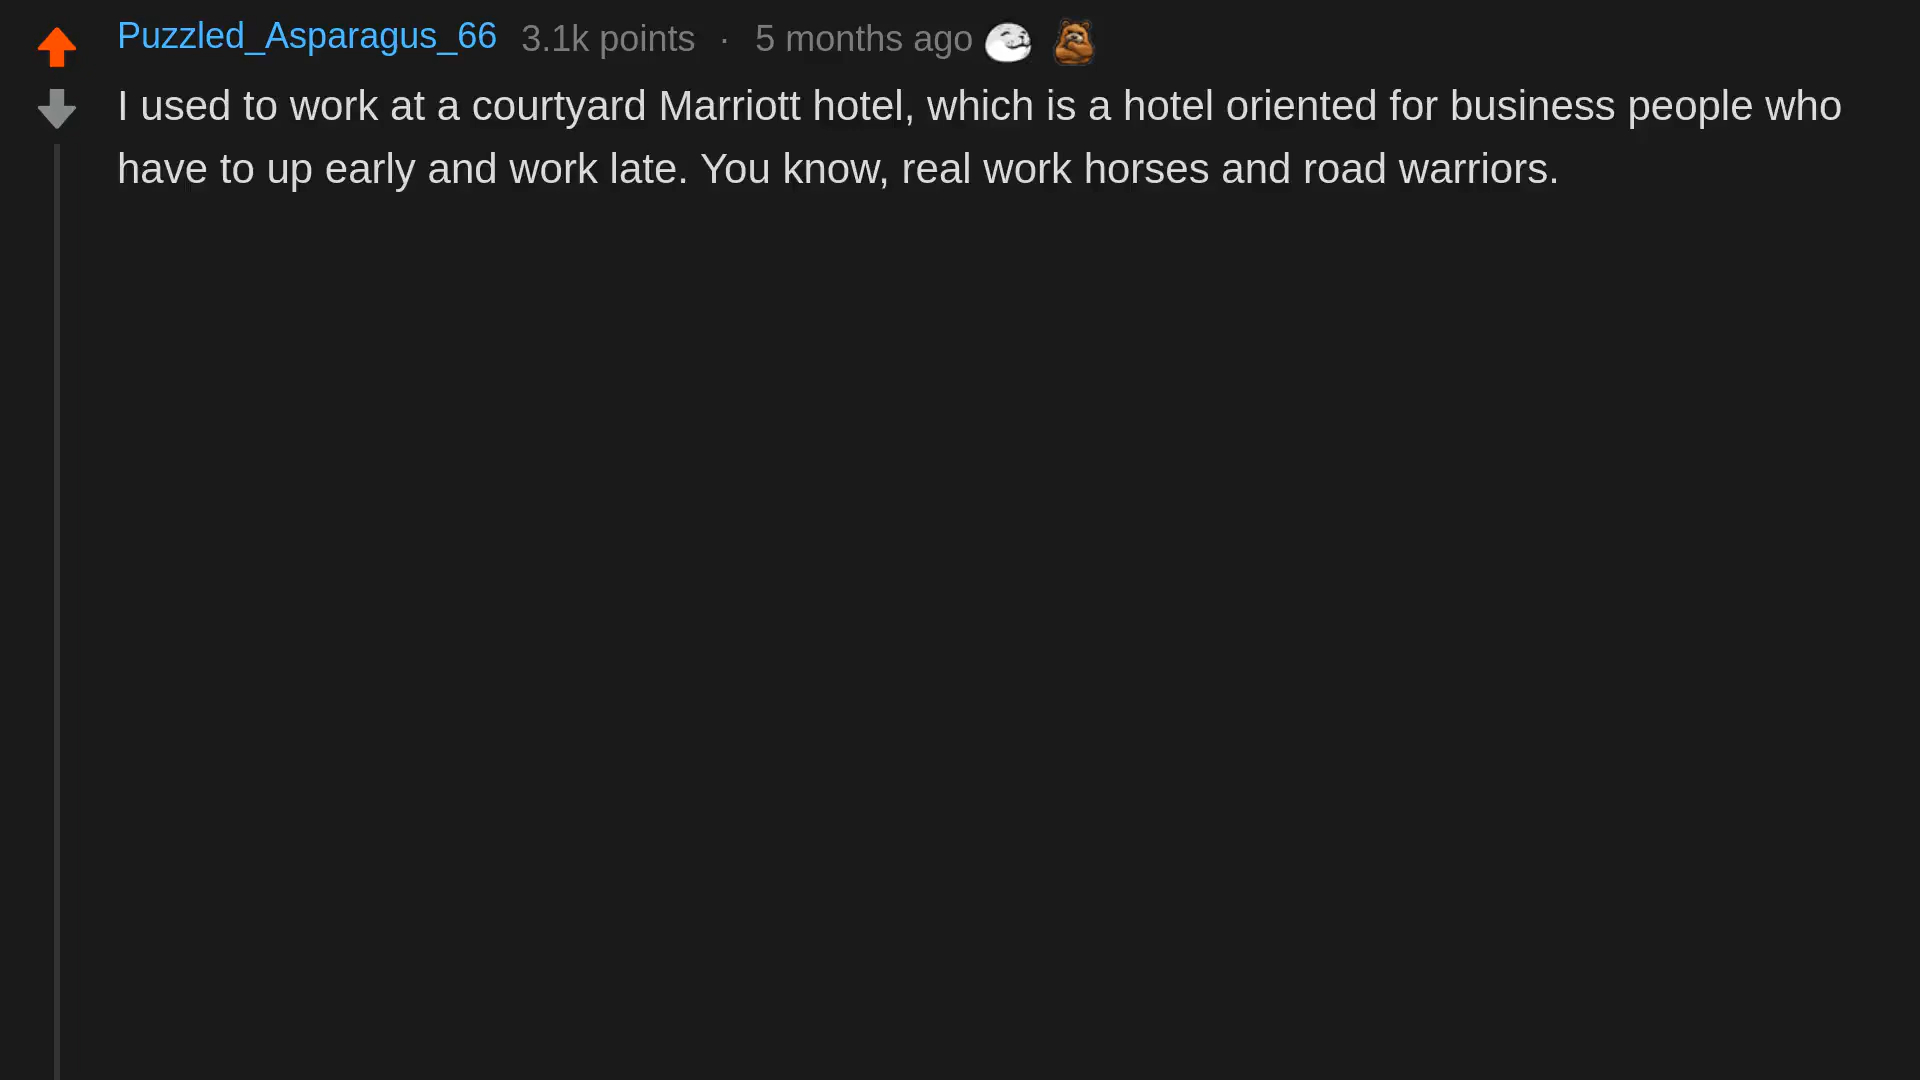 Puzzled_Asparagus_66 3.1k points · 5 months ago
I used to work at a courtyard Marriott hotel, which is a hotel oriented for business people who
have to up early and work late. You know, real work horses and road warriors.